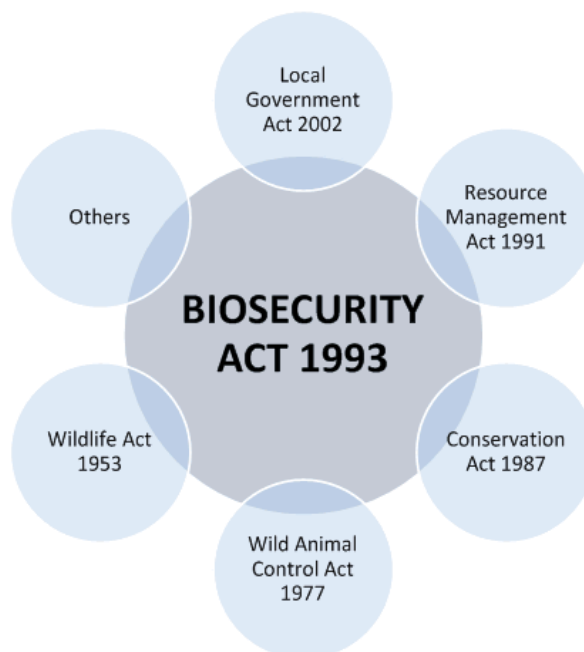 Local
Government
Act 2002
Others
Resource
Management
Act 1991
BIOSECURITY
ACT 1993
Wildlife Act
1953
Conservation
Act 1987
Wild Animal
Control Act
1977